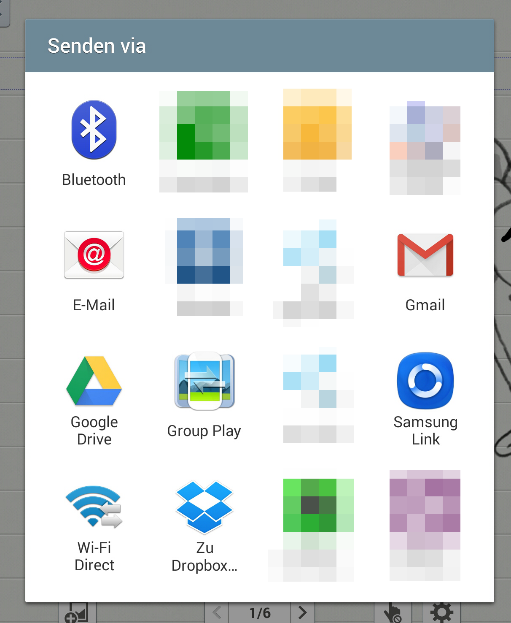 Senden via
Bluetooth
E-Mail
Gmail
Google
Drive
Group Play
Samsung
Link
Wi-Fi
Direct
Zu
Dropbox...
1/6